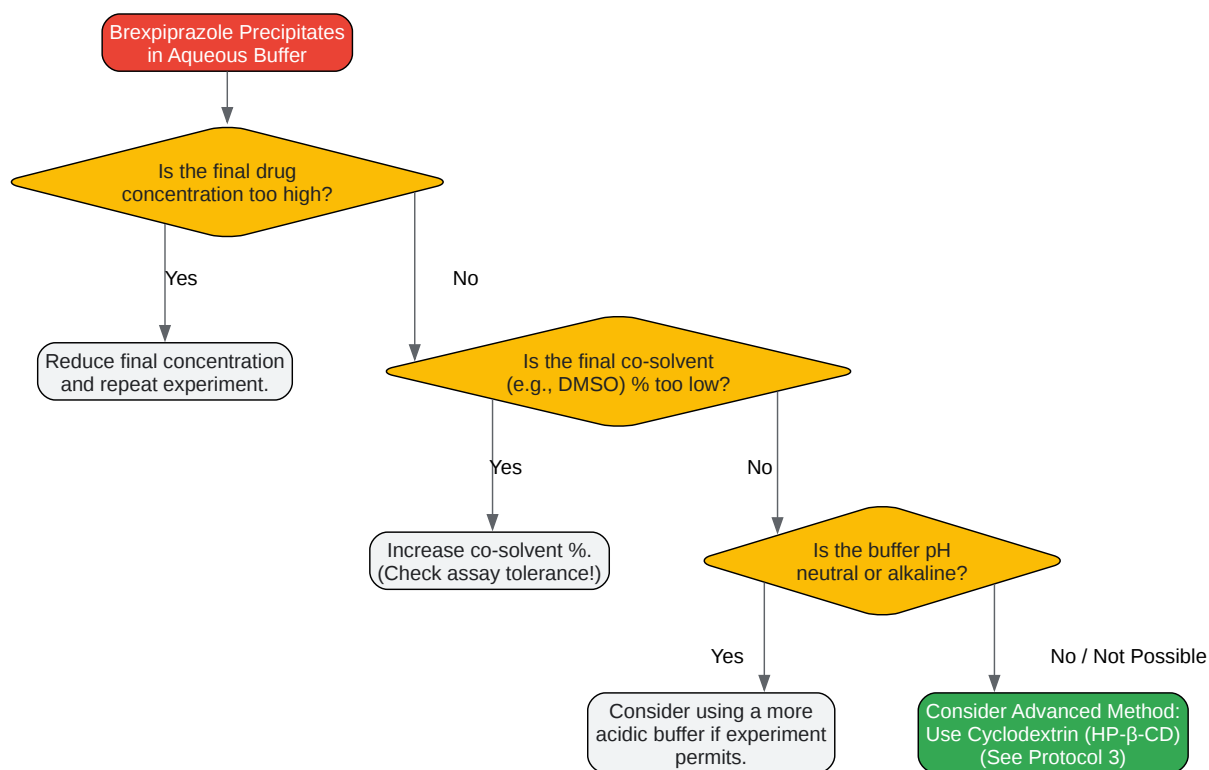 Brexpiprazole Precipitates
in Aqueous Buffer
Is the final drug
concentration too high?
Yes
No
Reduce final concentration
and repeat experiment.
Is the final co-solvent
(e.g., DMSO) % too low?
Yes
No
Increase co-solvent %.
(Check assay tolerance!)
Is the buffer pH
neutral or alkaline?
Yes
No / Not Possible
Consider using a more
acidic buffer if experiment
permits.
Consider Advanced Method:
Use Cyclodextrin (HP-β-CD)
(See Protocol 3)